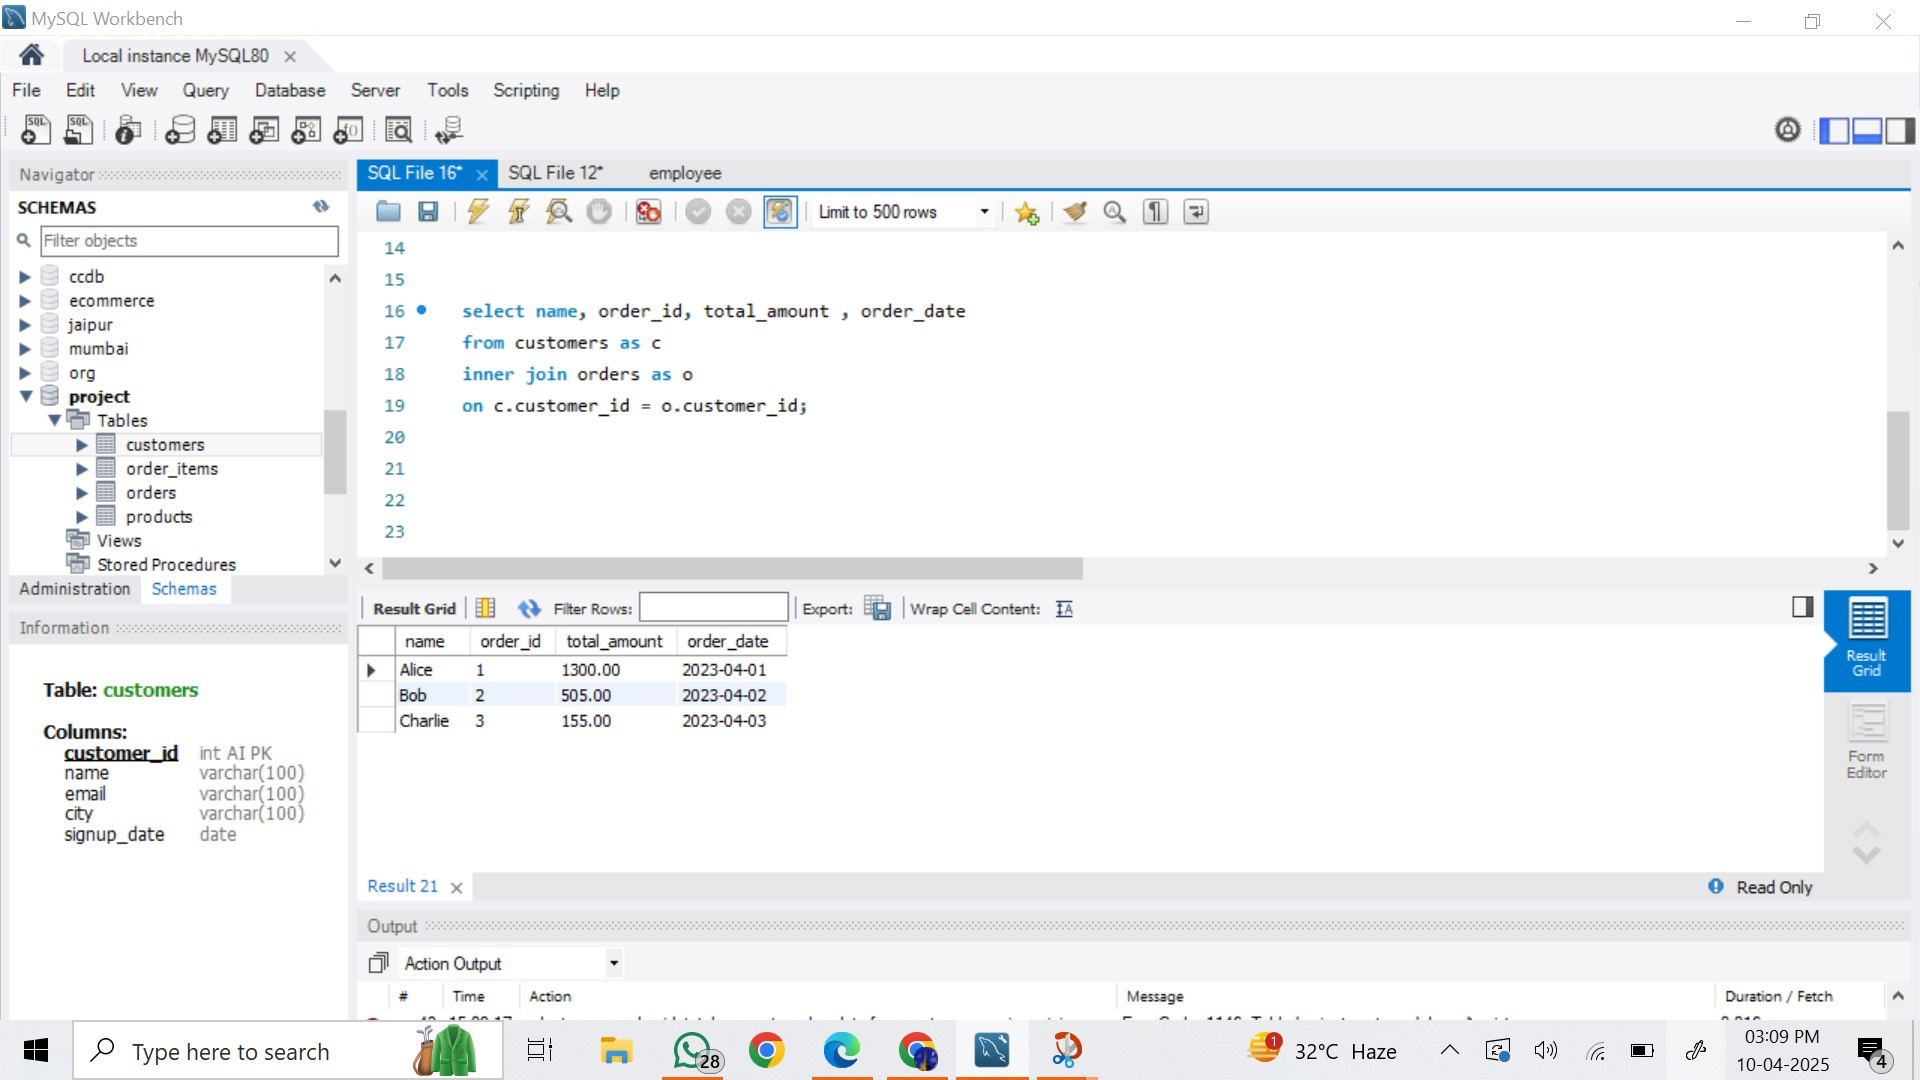 MySQL Workbench
Local instance MySQL80
File Edit View Query Database Server Tools Scripting Help
Navigator
SCHEMAS
Filter objects
ccdb
ecommerce
jaipur
mumbai
org
project
Tables
customers
order_items
orders
products
Views
Stored Procedures
Administration Schemas
Information
Table: customers
Columns:
customer_id int AI PK
name varchar(100)
email varchar(100)
city varchar(100)
signup_date date
SQL File 16* SQL File 12* employee
Limit to 500 rows
14
15
16 select name, order_id, total_amount , order_date
17 from customers as c
18 inner join orders as o
19 on c.customer_id = o.customer_id;
20
21
22
23
Result Grid Filter Rows: Export: Wrap Cell Content:
name order_id total_amount order_date
Alice 1 1300.00 2023-04-01
Bob 2 505.00 2023-04-02
Charlie 3 155.00 2023-04-03
Result
Grid
Form
Editor
Result 21
Read Only
Output
Action Output
# Time Action Message Duration / Fetch
Type here to search
28
1
32°C Haze
03:09 PM
10-04-2025
4